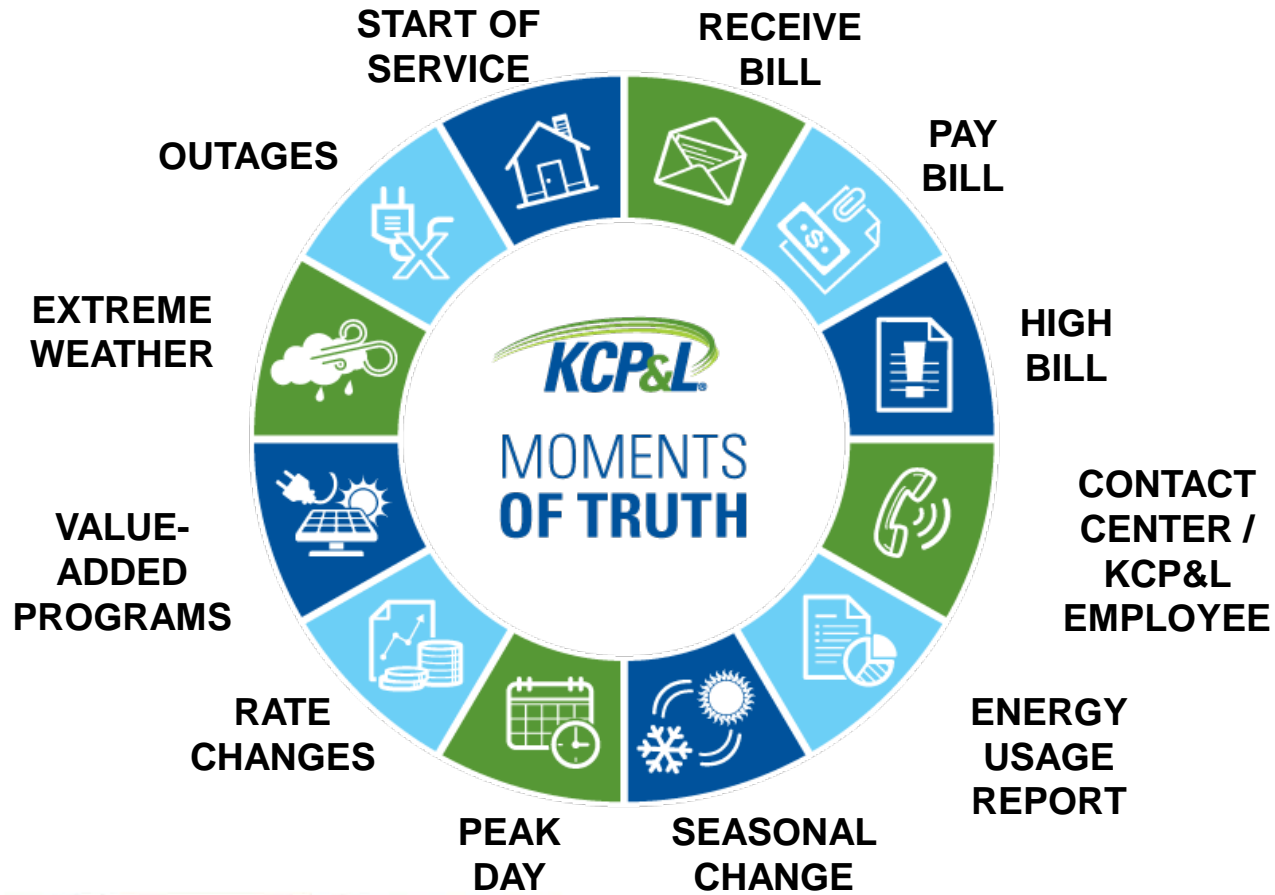 START OF
SERVICE
RECEIVE
BILL
PAY
BILL
HIGH
BILL
CONTACT
CENTER /
KCP&L
EMPLOYEE
ENERGY
USAGE
REPORT
SEASONAL
CHANGE
PEAK
DAY
RATE
CHANGES
VALUE-
ADDED
PROGRAMS
EXTREME
WEATHER
OUTAGES
$
KCP&L®
MOMENTS
OF TRUTH